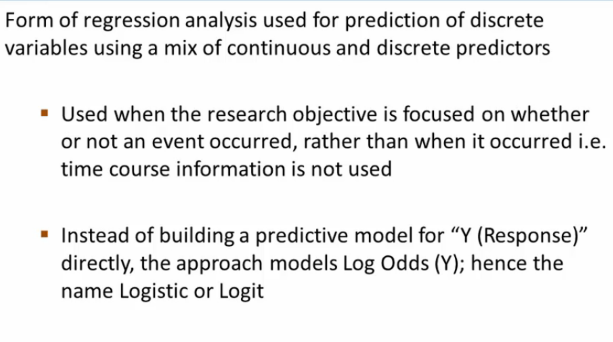 Form of regression analysis used for prediction of discrete
variables using a mix of continuous and discrete predictors
▪ Used when the research objective is focused on whether
or not an event occurred, rather than when it occurred i.e.
time course information is not used
▪ Instead of building a predictive model for “Y (Response)”
directly, the approach models Log Odds (Y); hence the
name Logistic or Logit